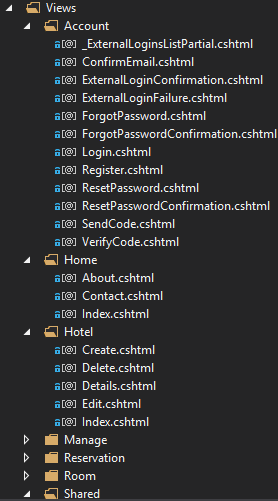 Views
Account
_ExternalLoginsListPartial.cshtml
ConfirmEmail.cshtml
ExternalLoginConfirmation.cshtml
ExternalLoginFailure.cshtml
ForgotPassword.cshtml
ForgotPasswordConfirmation.cshtml
Login.cshtml
Register.cshtml
ResetPassword.cshtml
ResetPasswordConfirmation.cshtml
SendCode.cshtml
VerifyCode.cshtml
Home
About.cshtml
Contact.cshtml
Index.cshtml
Hotel
Create.cshtml
Delete.cshtml
Details.cshtml
Edit.cshtml
Index.cshtml
Manage
Reservation
Room
Shared